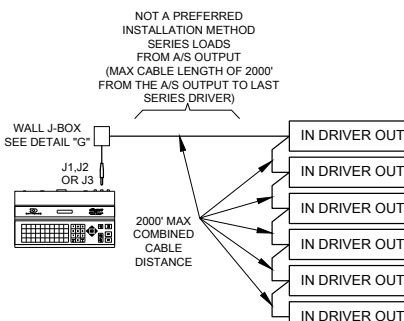 NOT A PREFERRED
INSTALLATION METHOD
SERIES LOADS
FROM A/S OUTPUT
(MAX CABLE LENGTH OF 2000'
FROM THE A/S OUTPUT TO LAST
SERIES DRIVER)
WALL J-BOX
SEE DETAIL "G"
J1,J2
OR J3
2000' MAX
COMBINED
CABLE
DISTANCE
IN DRIVER OUT
IN DRIVER OUT
IN DRIVER OUT
IN DRIVER OUT
IN DRIVER OUT
IN DRIVER OUT